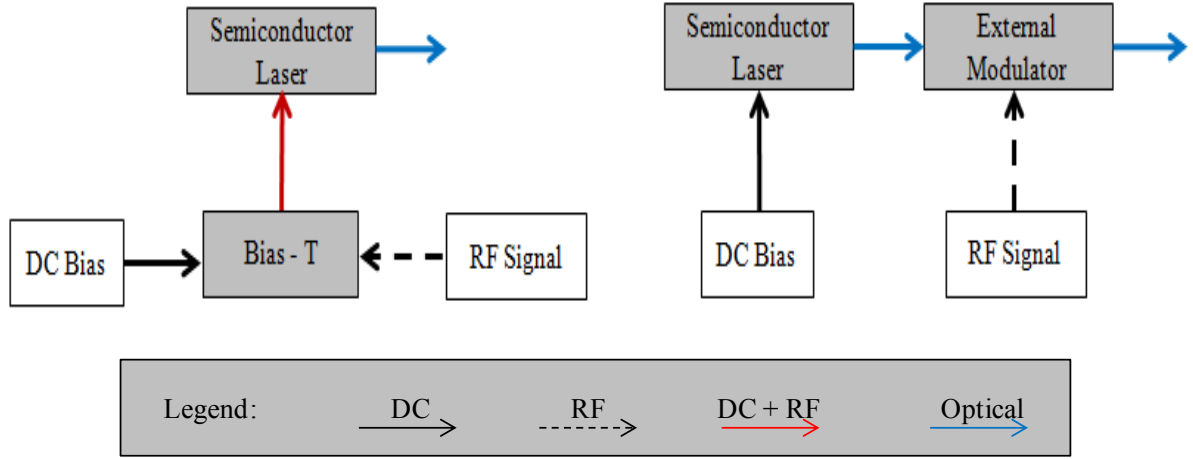 Semiconductor
Laser
Semiconductor
Laser
External
Modulator
DC Bias
Bias - T
RF Signal
DC Bias
RF Signal
Legend:
DC
RF
DC + RF
Optical